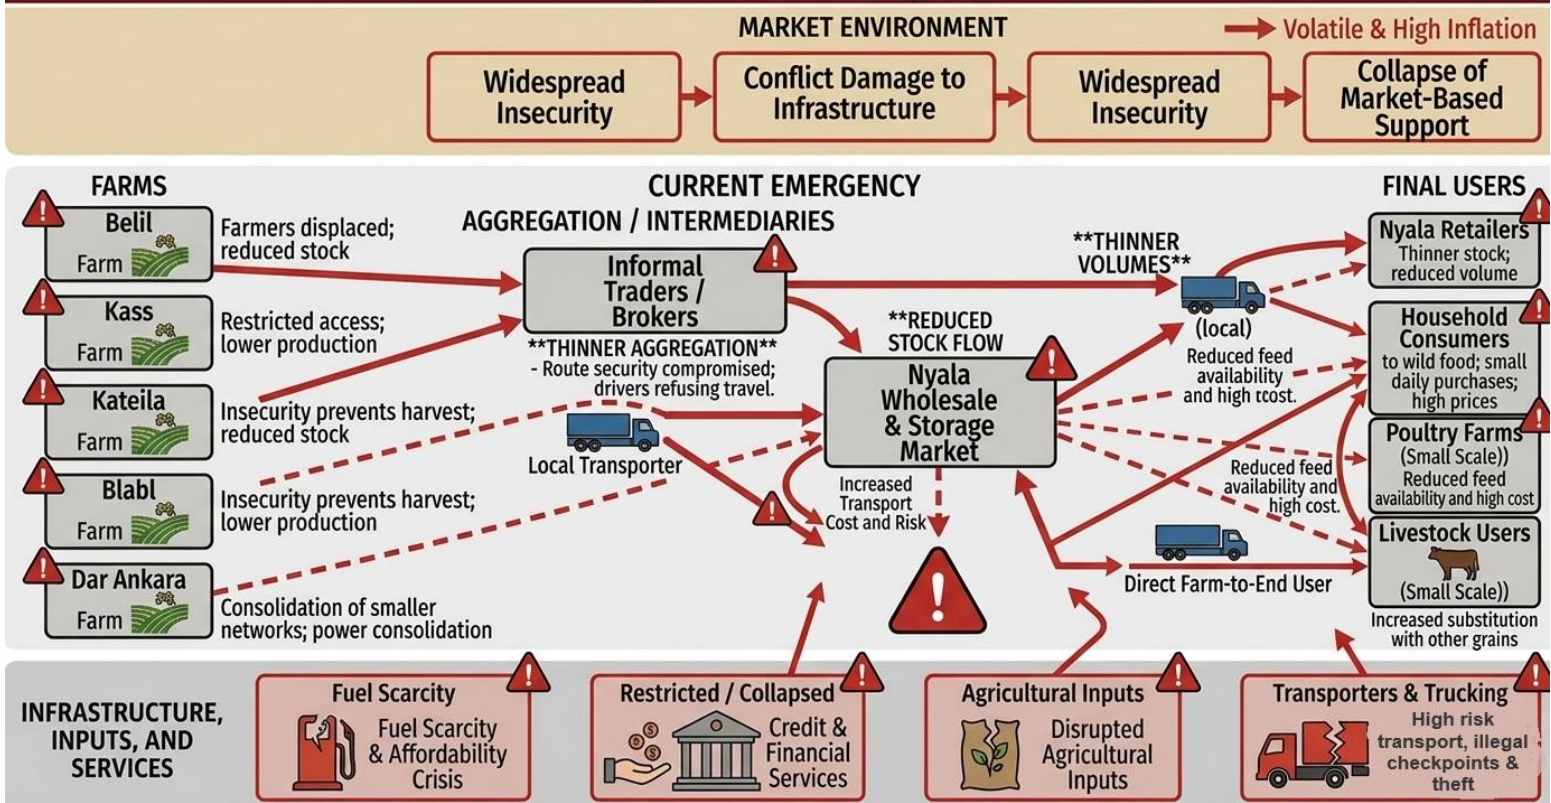 MARKET ENVIRONMENT
Volatile & High Inflation
Widespread
Insecurity
Conflict Damage to
Infrastructure
Widespread
Insecurity
Collapse of
Market-Based
Support
FARMS
CURRENT EMERGENCY
FINAL USERS
AGGREGATION / INTERMEDIARIES
Belil
Farm
Farmers displaced;
reduced stock
Kass
Farm
Restricted access;
lower production
Kateila
Farm
Insecurity prevents harvest;
reduced stock
Blabl
Farm
Insecurity prevents harvest;
lower production
Dar Ankara
Farm
Consolidation of smaller
networks; power consolidation
Informal
Traders /
Brokers
**THINNER AGGREGATION**
- Route security compromised;
drivers refusing travel.
Local Transporter
**REDUCED
STOCK FLOW
Nyala
Wholesale
& Storage
Market
Increased
Transport
Cost and Risk
**THINNER
VOLUMES**
(local)
Reduced feed
availability
and high tcost.
Reduced feed
availability and
high cost.
Direct Farm-to-End User
Nyala Retailers
Thinner stock;
reduced volume
Household
Consumers
to wild food; small
daily purchases;
high prices
Poultry Farms
(Small Scale))
Reduced feed
availability and high cost
Livestock Users
(Small Scale))
Increased substitution
with other grains
INFRASTRUCTURE,
INPUTS, AND
SERVICES
Fuel Scarcity
Fuel Scarcity
& Affordability
Crisis
Restricted / Collapsed
Credit &
Financial
Services
Agricultural Inputs
Disrupted
Agricultural
Inputs
Transporters & Trucking
High risk
transport, illegal
checkpoints &
theft